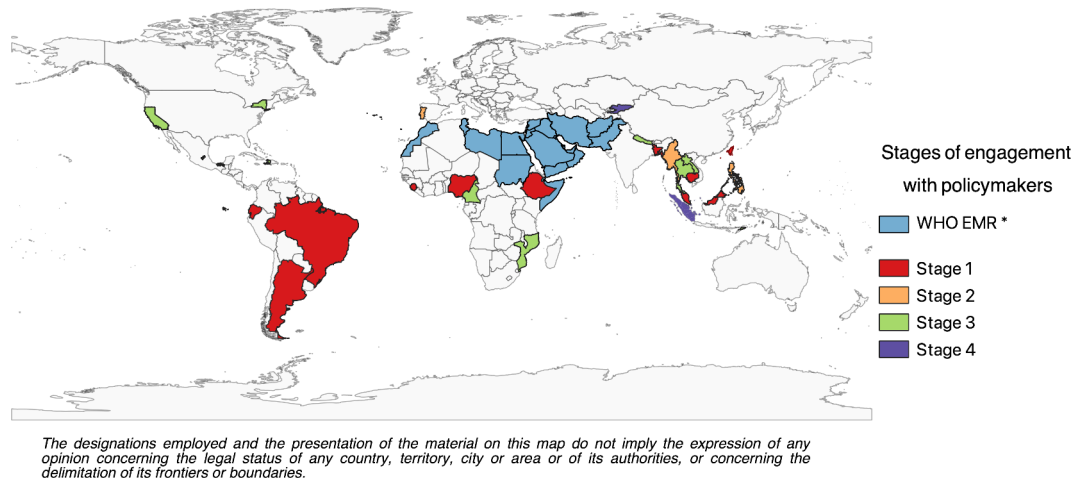 Stages of engagement
with policymakers
WHO EMR *
Stage 1
Stage 2
Stage 3
Stage 4
The designations employed and the presentation of the material on this map do not imply the expression of any
opinion concerning the legal status of any country, territory, city or area or of its authorities, or concerning the
delimitation of its frontiers or boundaries.